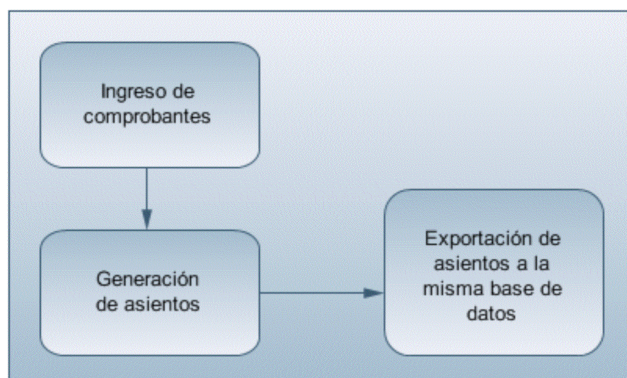 Ingreso de
comprobantes
Generación
de asientos
Exportación de
asientos a la
misma base de
datos